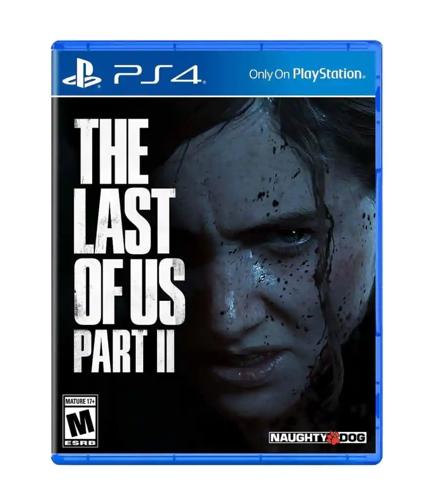 PS4
Only On PlayStation®
THE
LAST
OF US
PART II
MATURE 17+
M
ESRB
NAUGHTY DOG